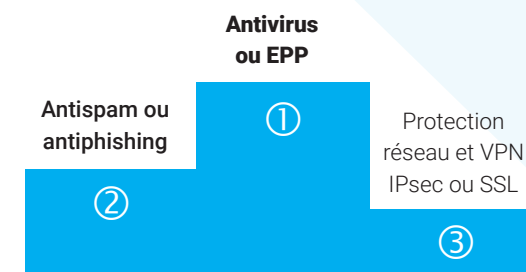 Antivirus
ou EPP
①
Antispam ou
antiphishing
②
Protection
réseau et VPN
IPsec ou SSL
③